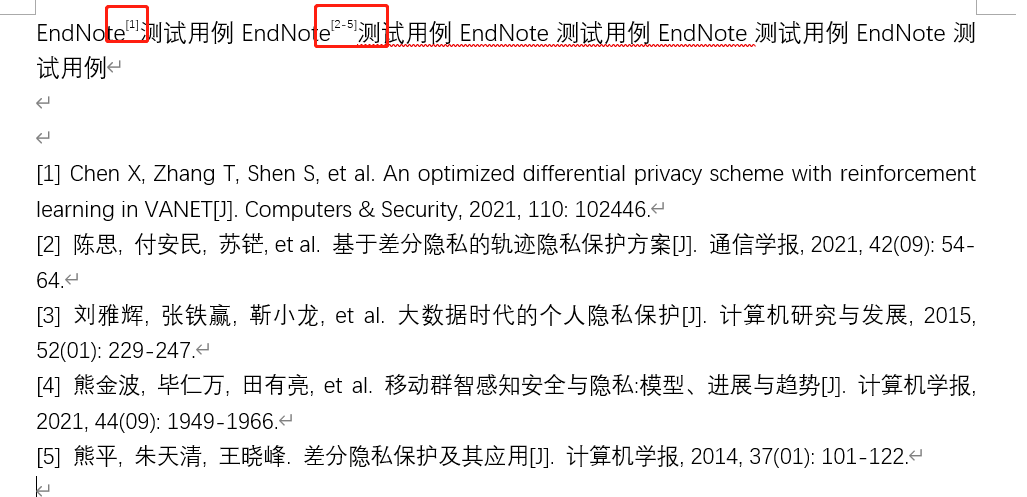 EndNote[1]测试用例 EndNote[2-5]测试用例 EndNote 测试用例 EndNote 测试用例 EndNote 测
试用例
[1] Chen X, Zhang T, Shen S, et al. An optimized differential privacy scheme with reinforcement
learning in VANET[J]. Computers & Security, 2021, 110: 102446.
[2] 陈思, 付安民, 苏铓, et al. 基于差分隐私的轨迹隐私保护方案[J]. 通信学报, 2021, 42(09): 54-
64.
[3] 刘雅辉, 张铁赢, 靳小龙, et al. 大数据时代的个人隐私保护[J]. 计算机研究与发展, 2015,
52(01): 229-247.
[4] 熊金波, 毕仁万, 田有亮, et al. 移动群智感知安全与隐私:模型、进展与趋势[J]. 计算机学报,
2021, 44(09): 1949-1966.
[5] 熊平, 朱天清, 王晓峰. 差分隐私保护及其应用[J]. 计算机学报, 2014, 37(01): 101-122.